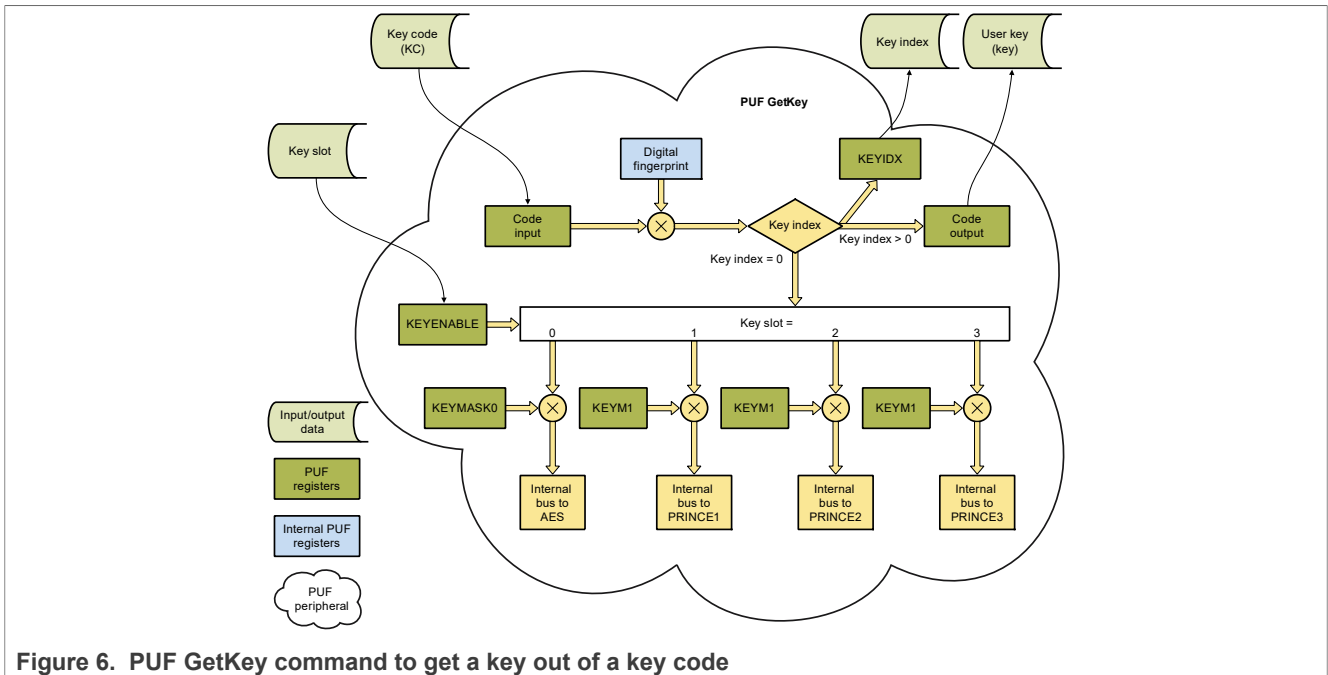 Key code
(KC)
Key index
User key
(key)
PUF GetKey
Key slot
Digital
fingerprint
KEYIDX
Code
input
Key index
Code
output
Key index > 0
Key index = 0
KEYENABLE
Key slot =
0
1
2
3
KEYMASK0
KEYM1
KEYM1
KEYM1
Input/output
data
PUF
registers
Internal
bus to
AES
Internal
bus to
PRINCE1
Internal
bus to
PRINCE2
Internal
bus to
PRINCE3
Internal PUF
registers
PUF
peripheral
Figure 6. PUF GetKey command to get a key out of a key code